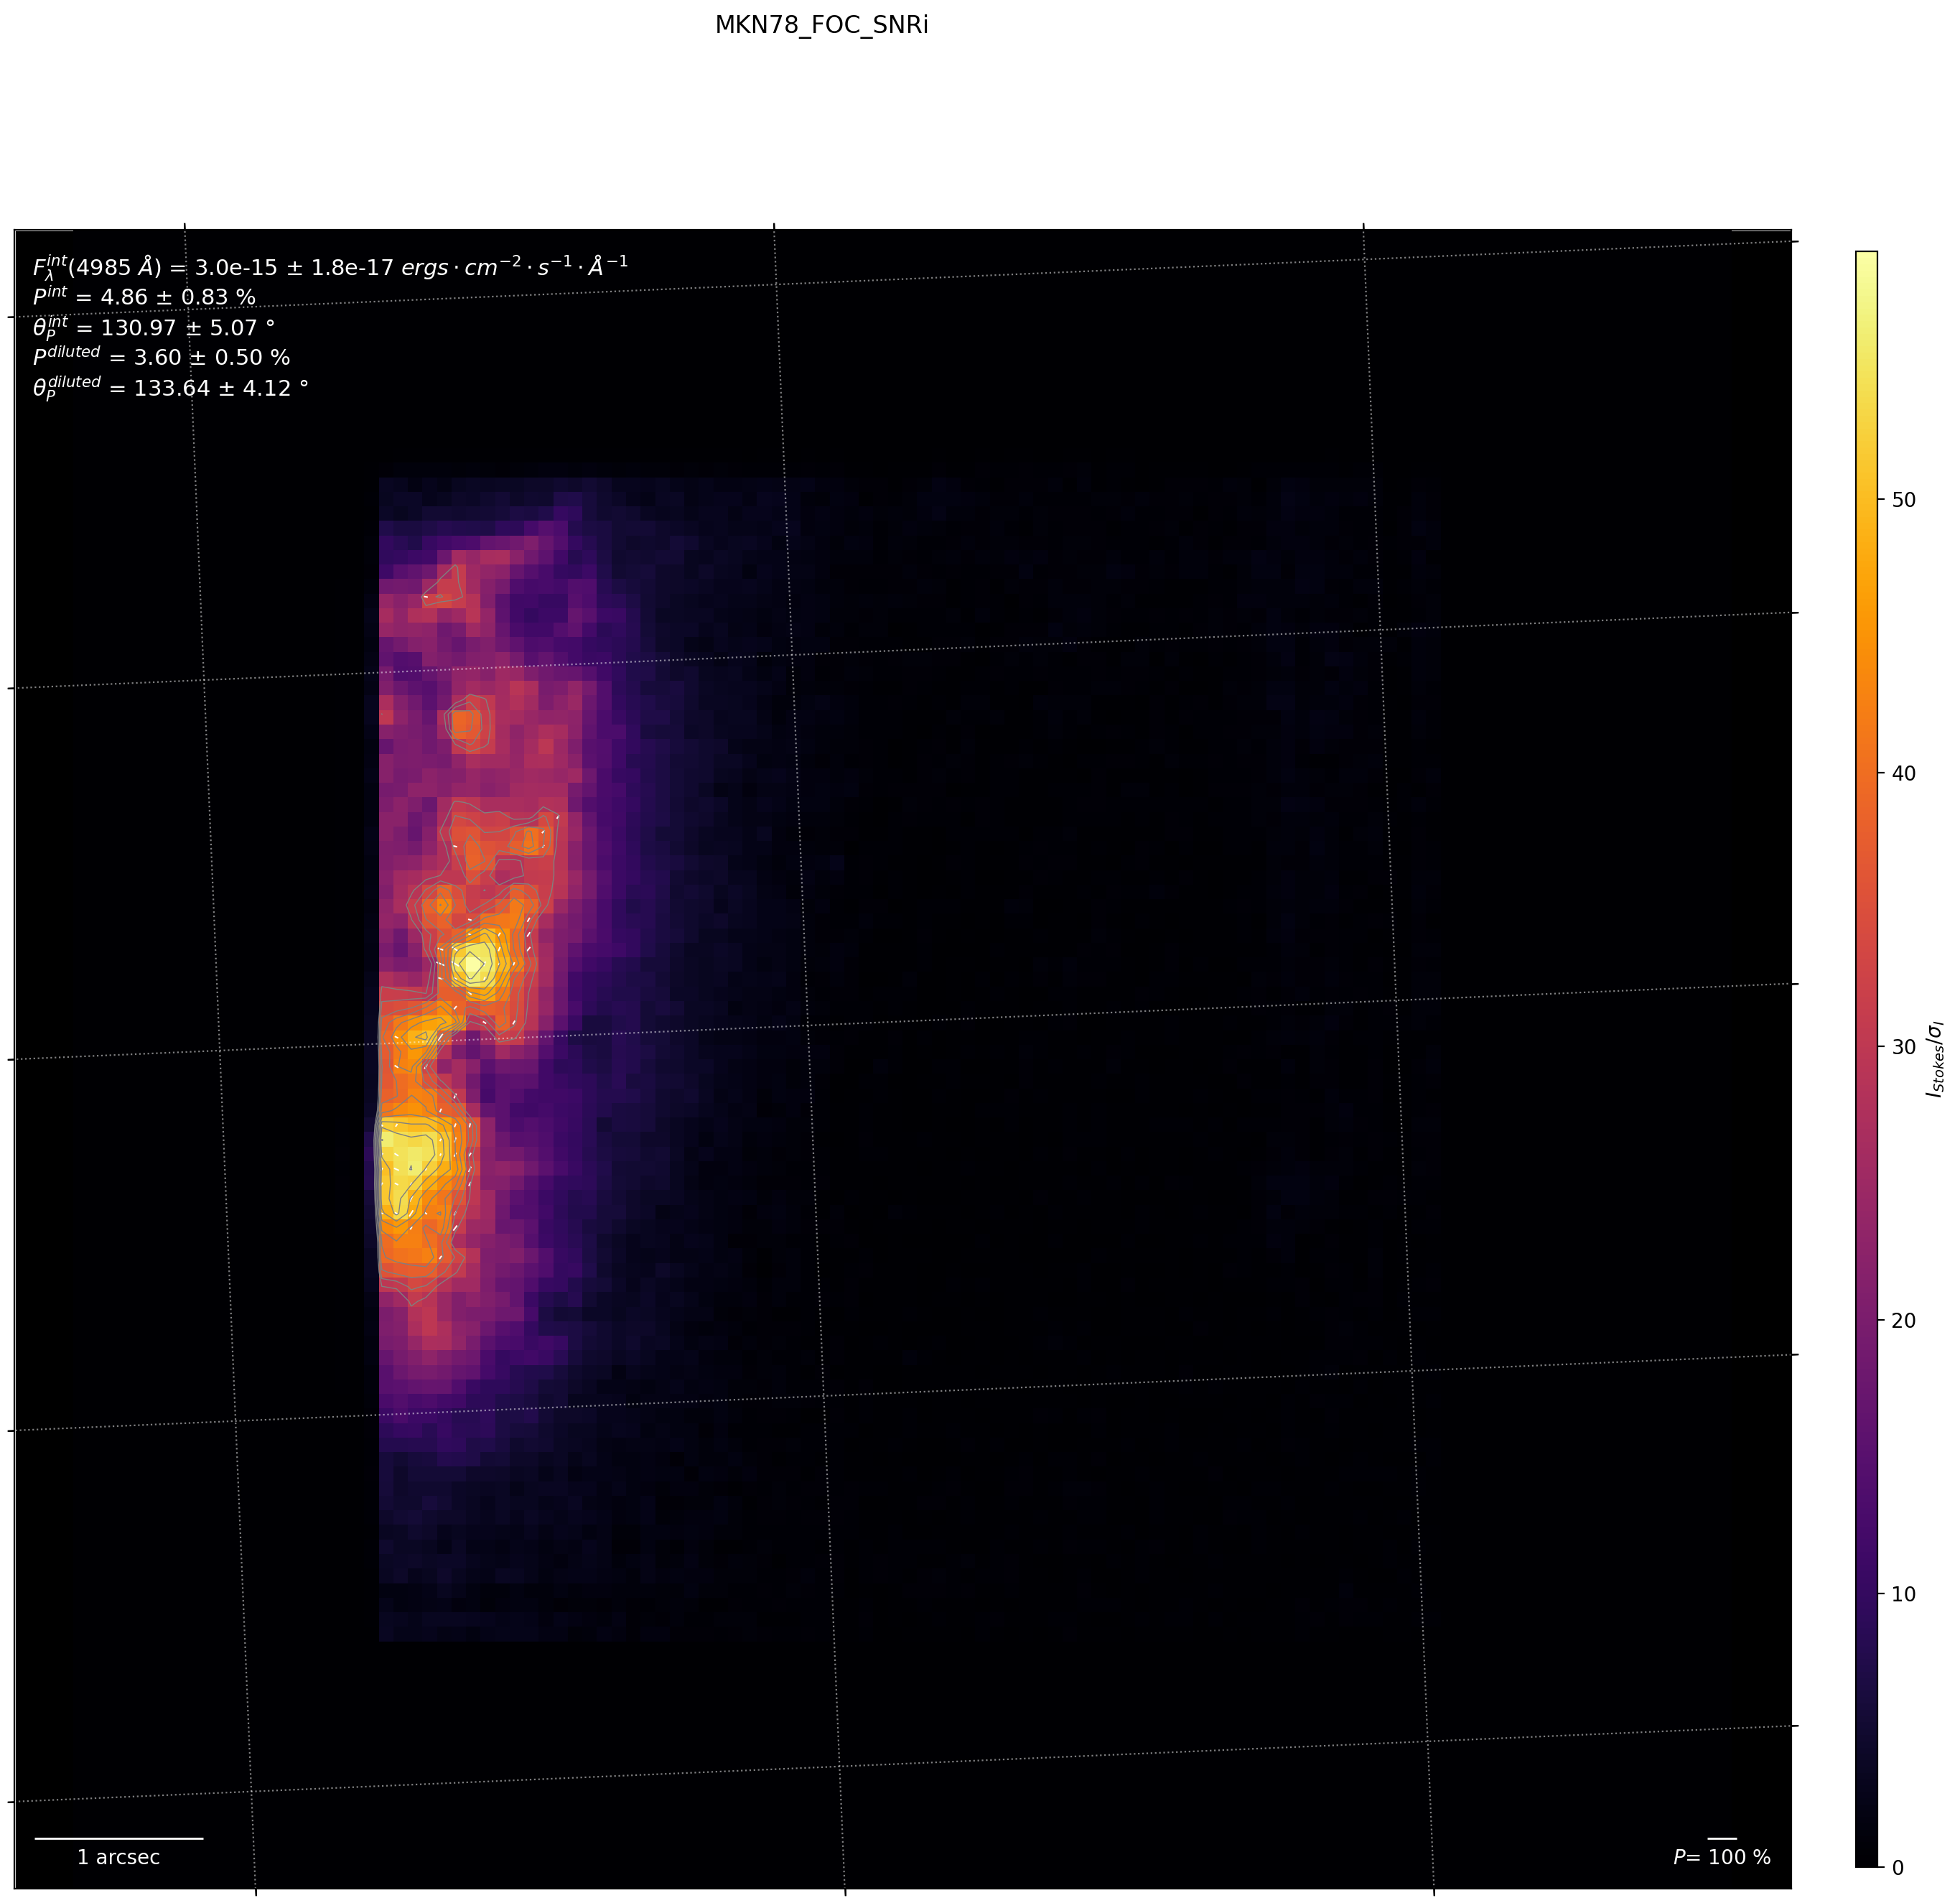 MKN78_FOC_SNRi
F_λ^int(4985 Å) = 3.0e-15 ± 1.8e-17 ergs·cm⁻²·s⁻¹·Å⁻¹
P^int = 4.86 ± 0.83 %
θ_P^int = 130.97 ± 5.07 °
P^diluted = 3.60 ± 0.50 %
θ_P^diluted = 133.64 ± 4.12 °
50
40
30
20
10
0
I_Stokes/σ_I
1 arcsec
P= 100 %